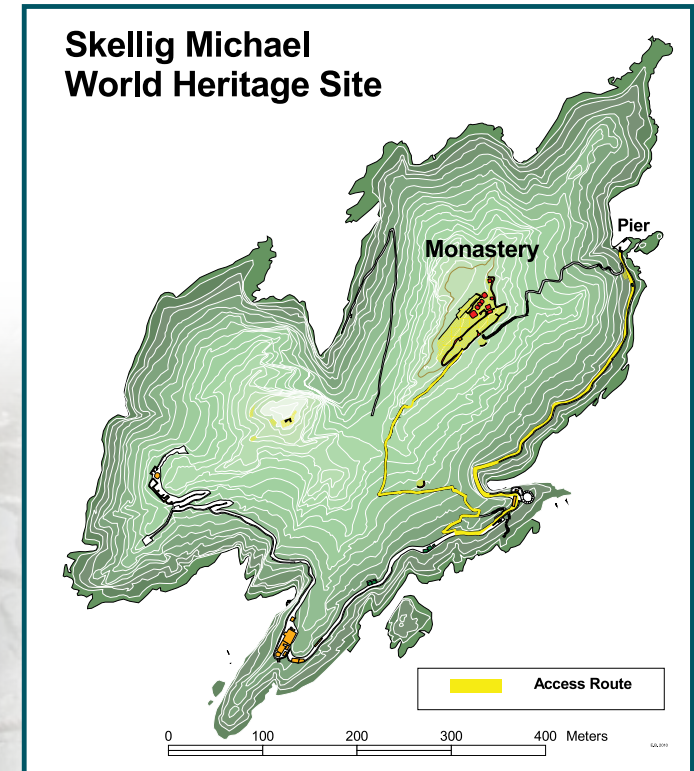 Skellig Michael
World Heritage Site
Pier
Monastery
Access Route
0 100 200 300 400 Meters